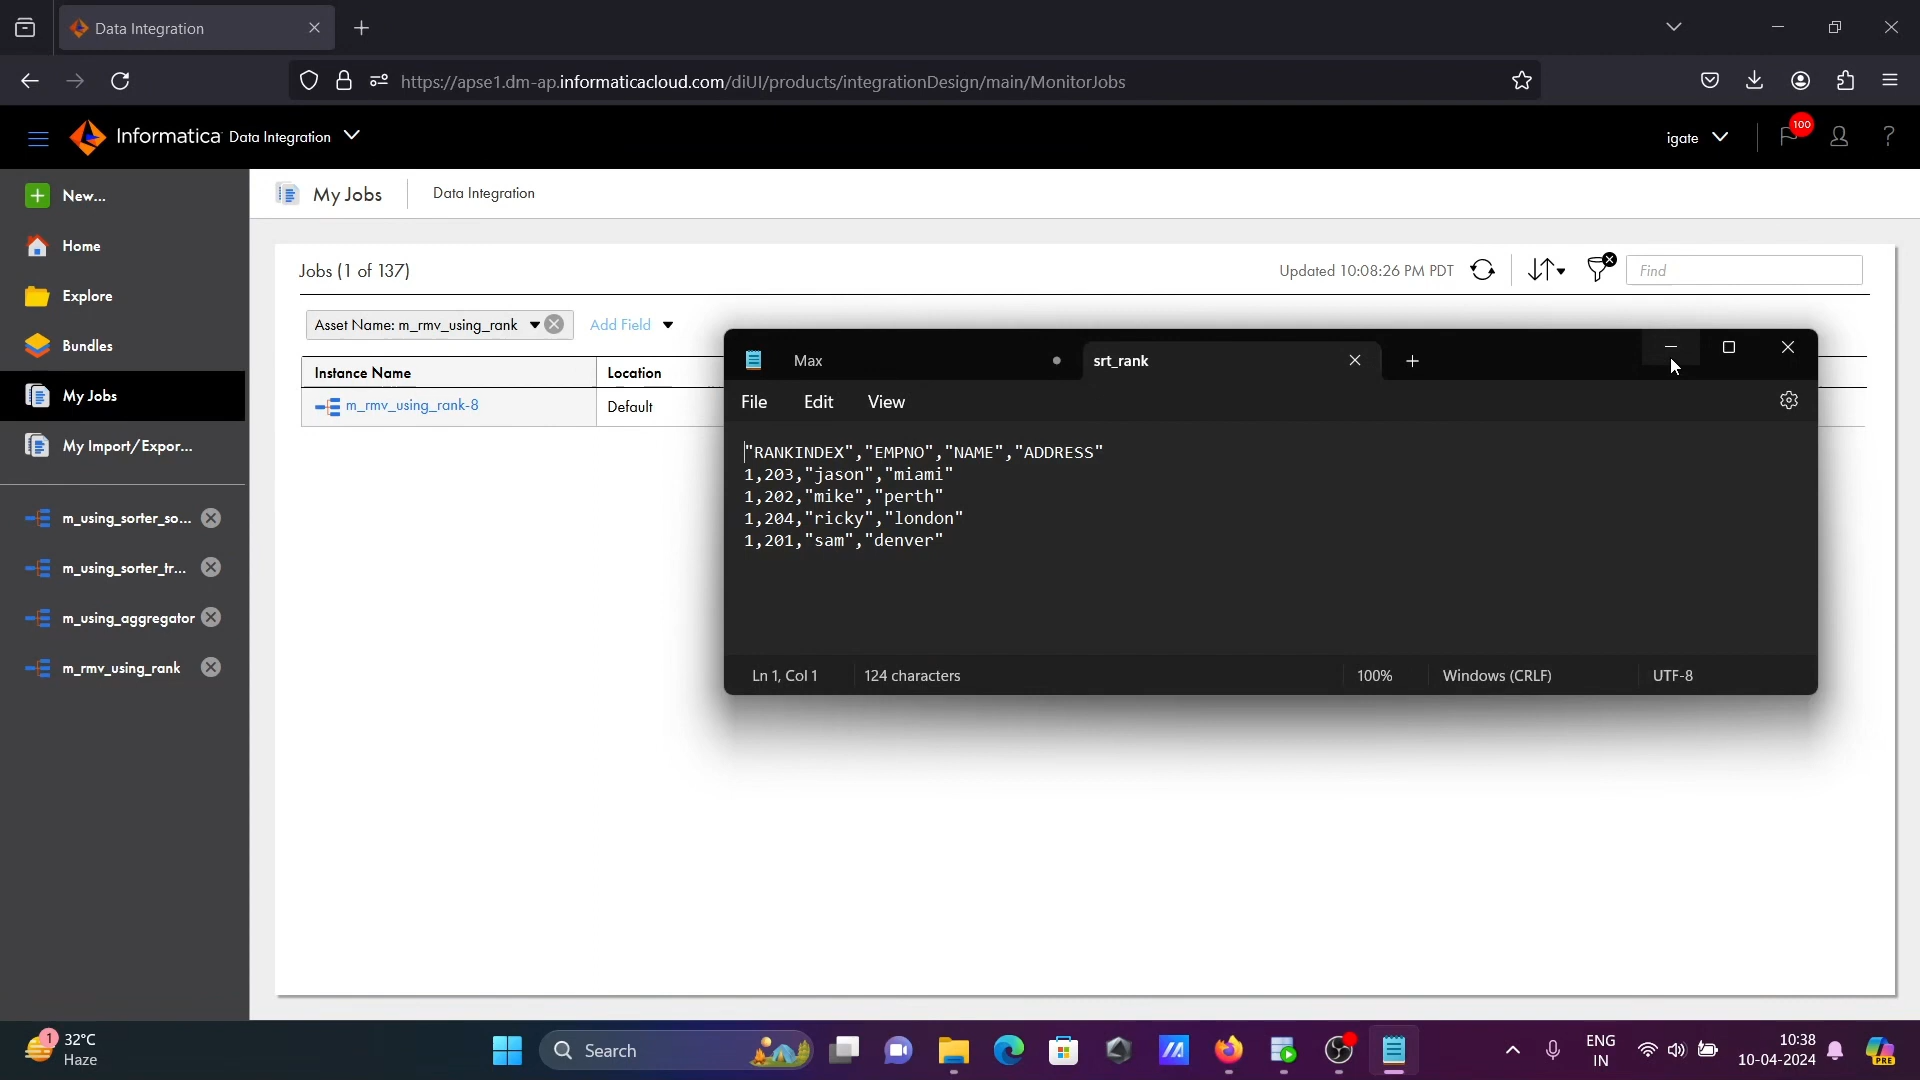 Data Integration
https://apse1.dm-ap.informaticacloud.com/diUI/products/integrationDesign/main/MonitorJobs
Informatica Data Integration
igate
100
New...
Home
Explore
Bundles
My Jobs
My Import/Expor...
m_using_sorter_so...
m_using_sorter_tr...
m_using_aggregator
m_rmv_using_rank
My Jobs
Data Integration
Jobs (1 of 137)
Updated 10:08:26 PM PDT
Find
Asset Name: m_rmv_using_rank
Add Field
Instance Name
Location
m_rmv_using_rank-8
Default
Max
srt_rank
File
Edit
View
"RANKINDEX","EMPNO","NAME","ADDRESS"
1,203,"jason","miami"
1,202,"mike","perth"
1,204,"ricky","london"
1,201,"sam","denver"
Ln 1, Col 1
124 characters
100%
Windows (CRLF)
UTF-8
1
32°C
Haze
Search
ENG
IN
10:38
10-04-2024
PRE